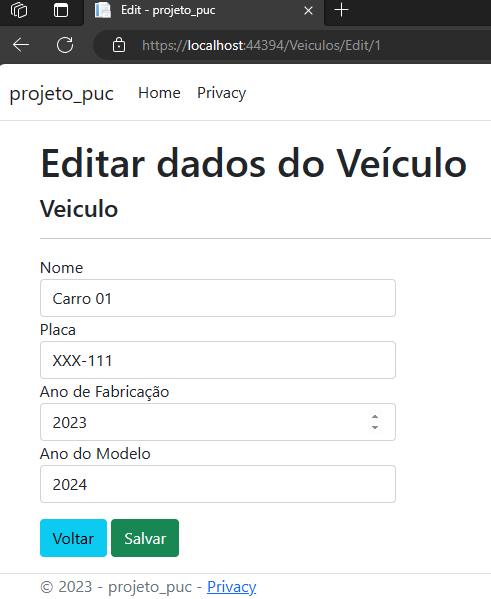 Edit - projeto_puc
https://localhost:44394/Veiculos/Edit/1
projeto_puc Home Privacy
Editar dados do Veículo
Veiculo
Nome
Carro 01
Placa
XXX-111
Ano de Fabricação
2023
Ano do Modelo
2024
Voltar Salvar
© 2023 - projeto_puc - Privacy